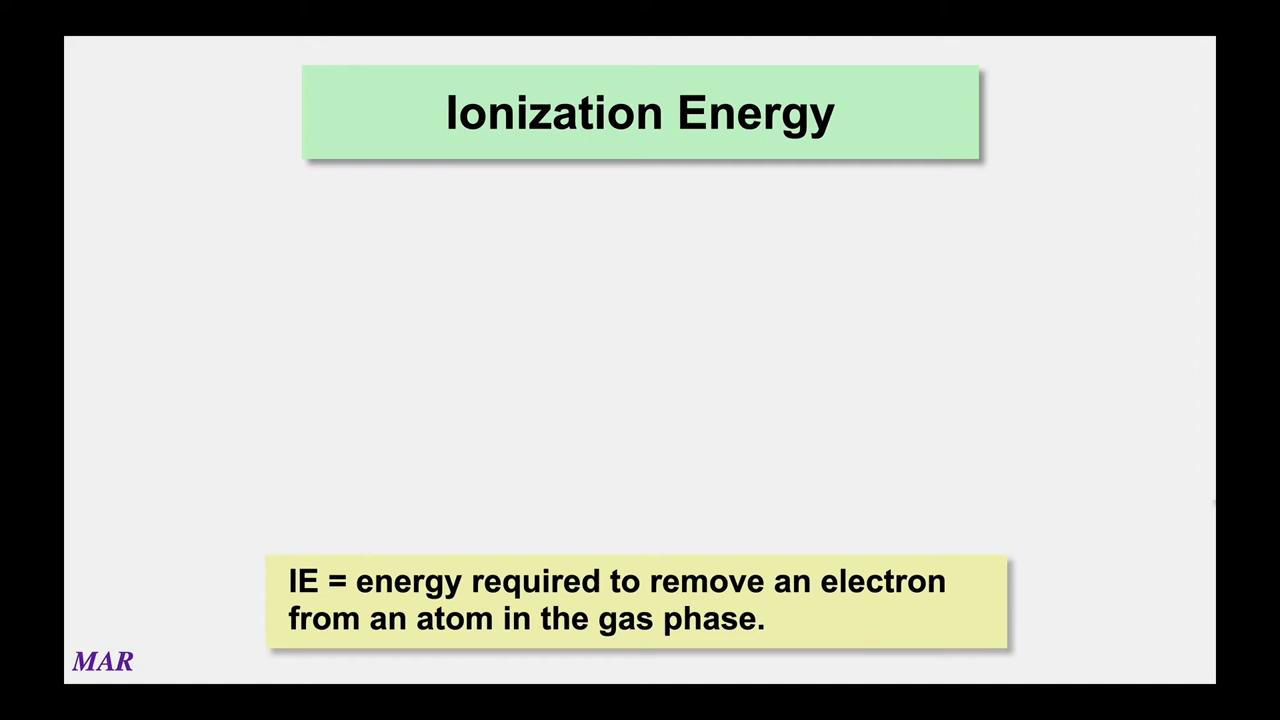 Ionization Energy
IE = energy required to remove an electron
from an atom in the gas phase.
MAR